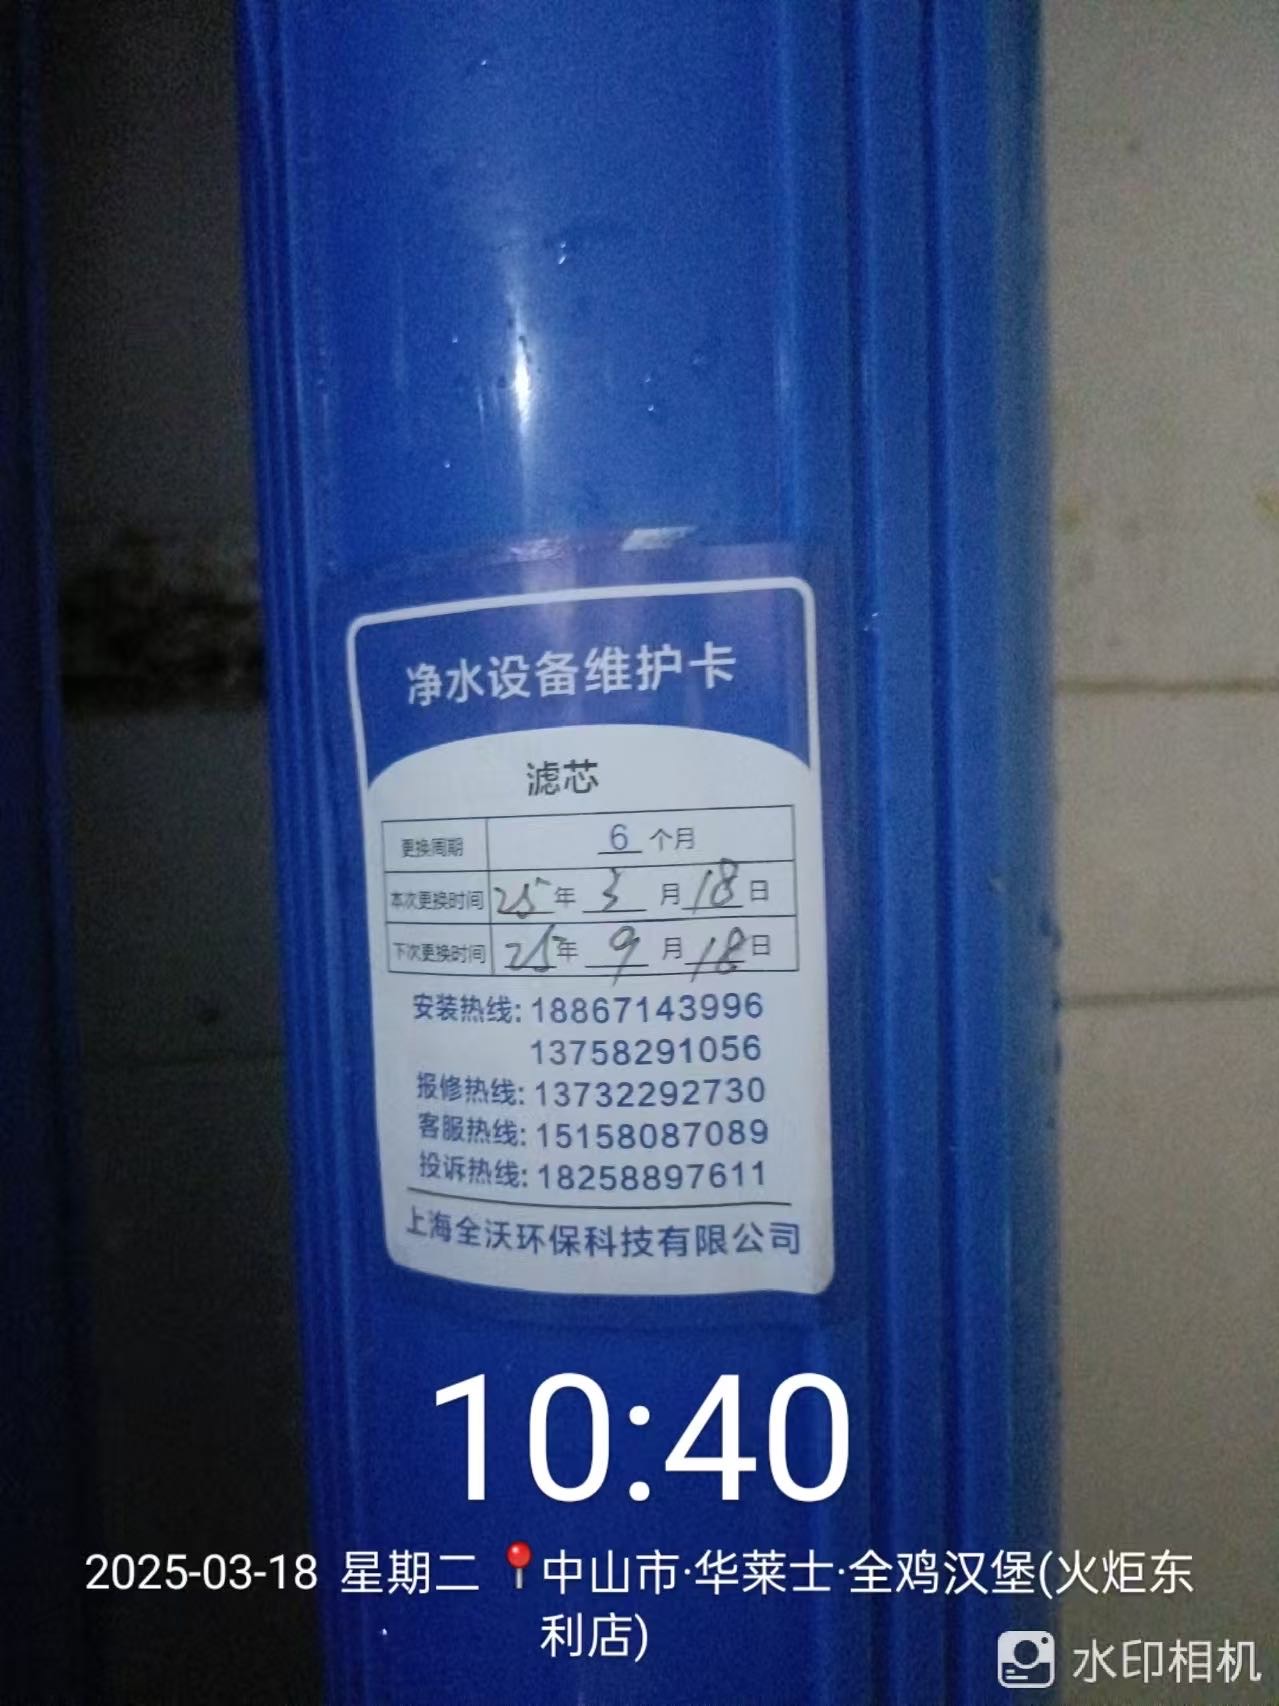 净水设备维护卡
滤芯
更换周期 6 个月
本次更换时间 25年 3 月 18 日
下次更换时间 25年 9 月 18 日
安装热线: 18867143996
13758291056
报修热线: 13732292730
客服热线: 15158087089
投诉热线: 18258897611
上海全沃环保科技有限公司
10:40
2025-03-18 星期二 📍中山市·华莱士·全鸡汉堡(火炬东
利店)
水印相机